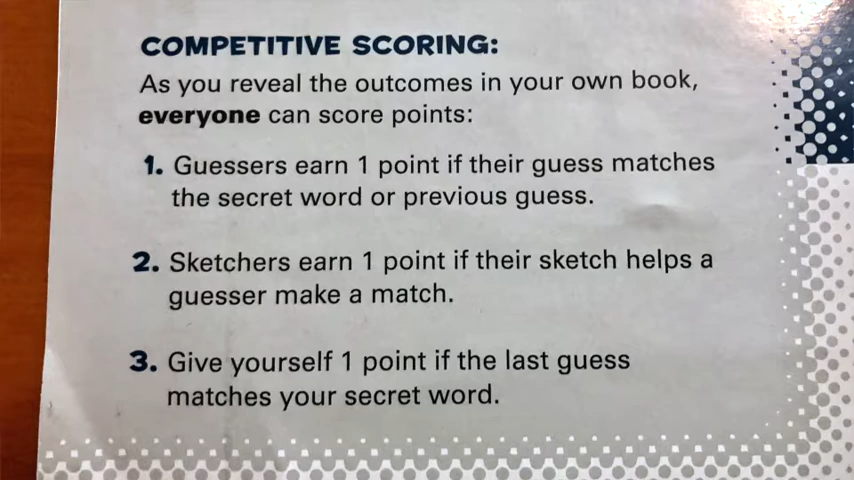 COMPETITIVE SCORING:
As you reveal the outcomes in your own book,
everyone can score points:
1. Guessers earn 1 point if their guess matches
the secret word or previous guess.
2. Sketchers earn 1 point if their sketch helps a
guesser make a match.
3. Give yourself 1 point if the last guess
matches your secret word.